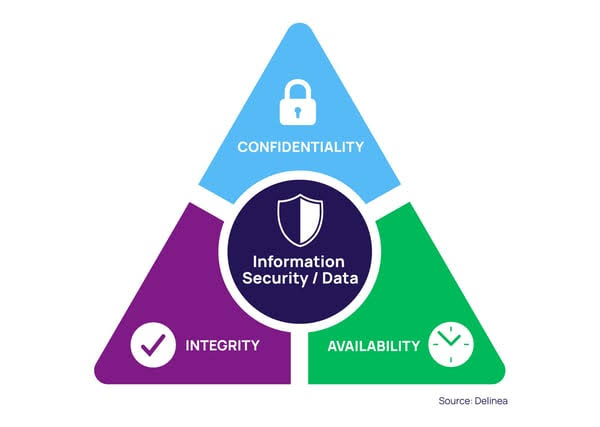 CONFIDENTIALITY
Information
Security / Data
INTEGRITY
AVAILABILITY
Source: Delinea